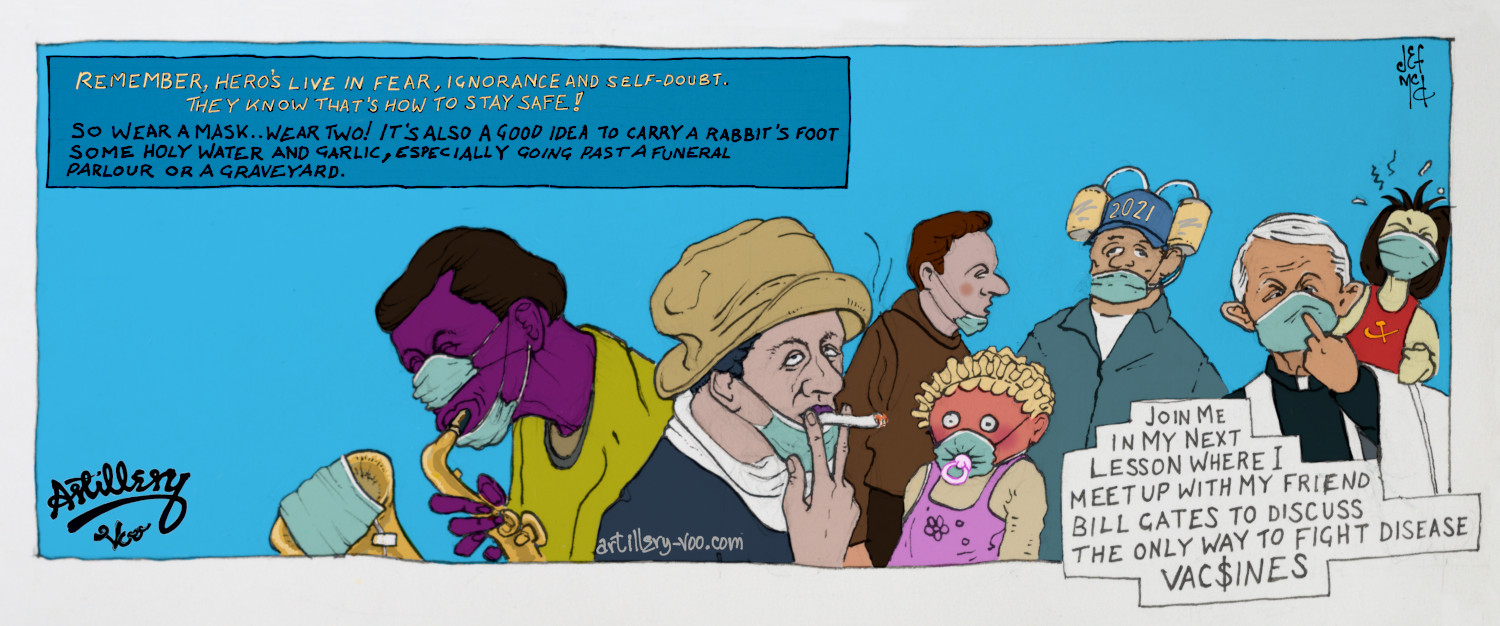 REMEMBER, HERO'S LIVE IN FEAR, IGNORANCE AND SELF-DOUBT.
THEY KNOW THAT'S HOW TO STAY SAFE!
SO WEAR A MASK..WEAR TWO! IT'S ALSO A GOOD IDEA TO CARRY A RABBIT'S FOOT
SOME HOLY WATER AND GARLIC, ESPECIALLY GOING PAST A FUNERAL
PARLOUR OR A GRAVEYARD.
2021
JOIN ME
IN MY NEXT
LESSON WHERE I
MEET UP WITH MY FRIEND
BILL GATES TO DISCUSS
THE ONLY WAY TO FIGHT DISEASE
VAC$INES
Artillery
Voo
artillery-voo.com